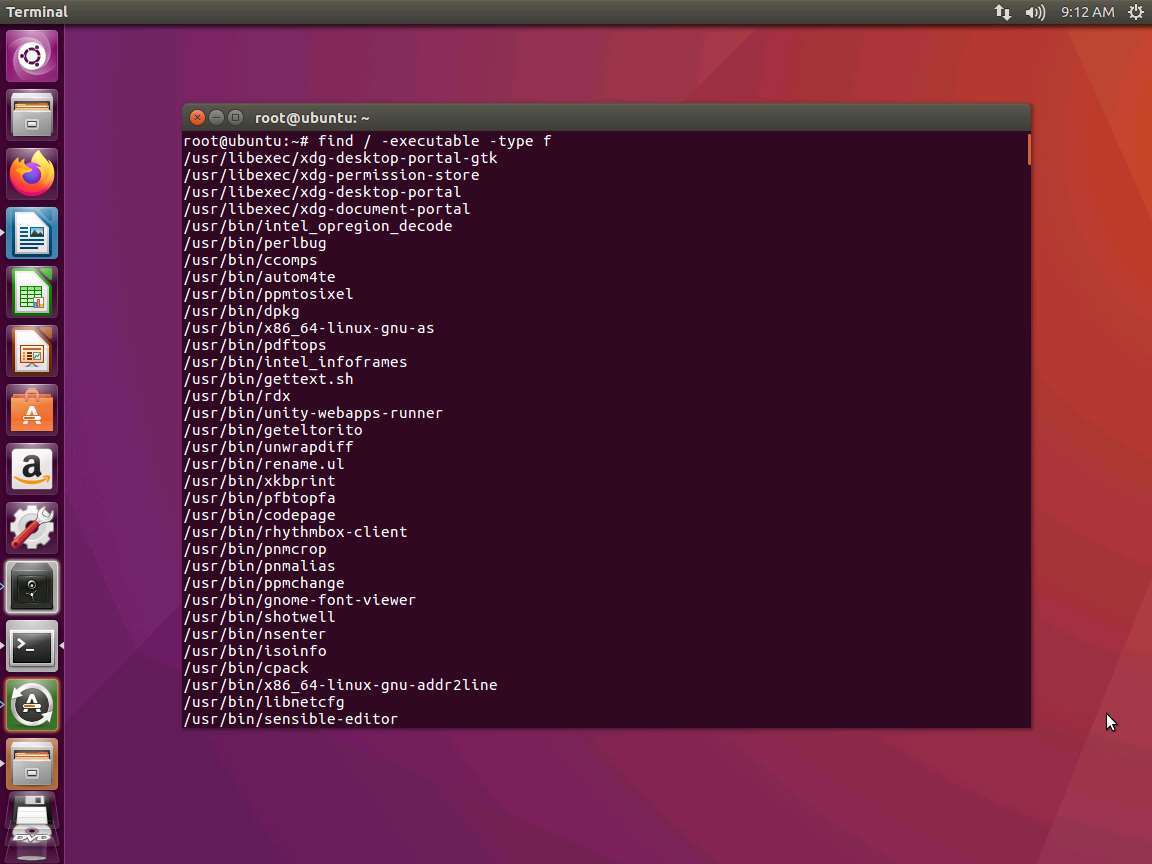 Terminal
9:12 AM
root@ubuntu: ~
root@ubuntu:~# find / -executable -type f
/usr/libexec/xdg-desktop-portal-gtk
/usr/libexec/xdg-permission-store
/usr/libexec/xdg-desktop-portal
/usr/libexec/xdg-document-portal
/usr/bin/intel_opregion_decode
/usr/bin/perlbug
/usr/bin/ccomps
/usr/bin/autom4te
/usr/bin/ppmtosixel
/usr/bin/dpkg
/usr/bin/x86_64-linux-gnu-as
/usr/bin/pdftops
/usr/bin/intel_infoframes
/usr/bin/gettext.sh
/usr/bin/rdx
/usr/bin/unity-webapps-runner
/usr/bin/geteltorito
/usr/bin/unwrapdiff
/usr/bin/rename.ul
/usr/bin/xkbprint
/usr/bin/pfbtopfa
/usr/bin/codepage
/usr/bin/rhythmbox-client
/usr/bin/pnmcrop
/usr/bin/pnmalias
/usr/bin/ppmchange
/usr/bin/gnome-font-viewer
/usr/bin/shotwell
/usr/bin/nsenter
/usr/bin/isoinfo
/usr/bin/cpack
/usr/bin/x86_64-linux-gnu-addr2line
/usr/bin/libnetcfg
/usr/bin/sensible-editor
a
>_
DVD